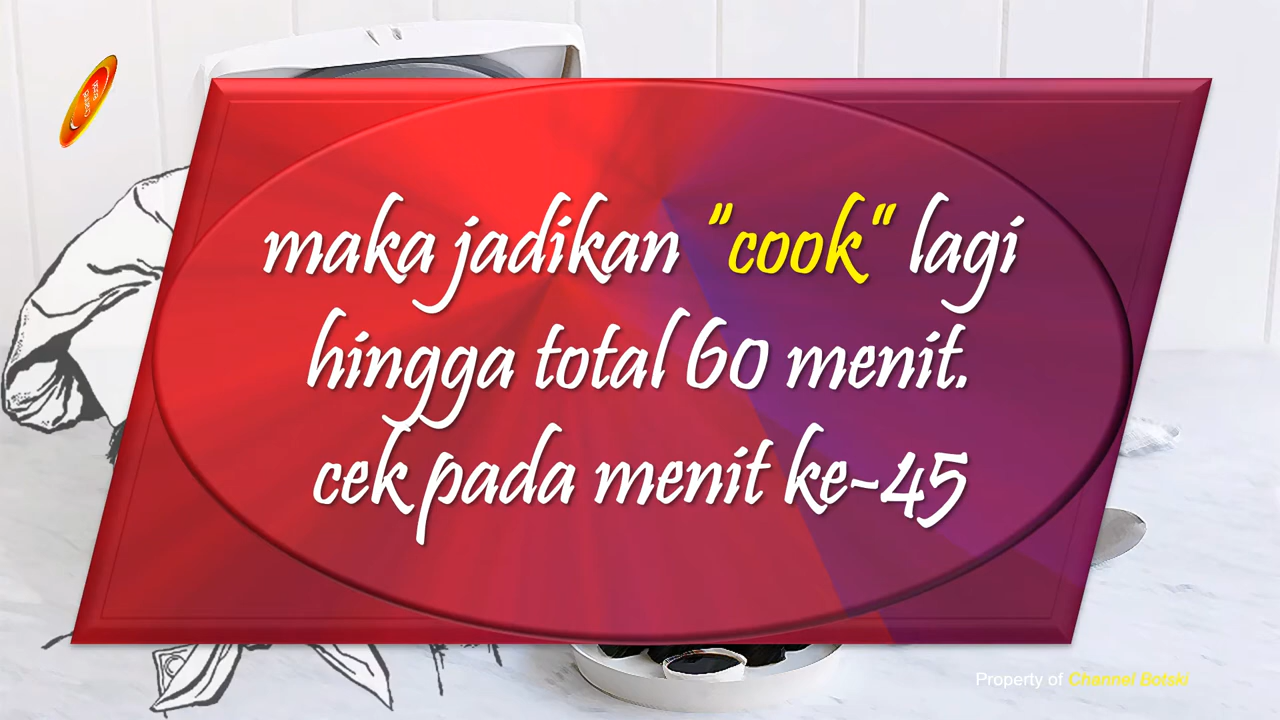 maka jadikan "cook" lagi
hingga total 60 menit.
cek pada menit ke-45
Property of Channel Botski